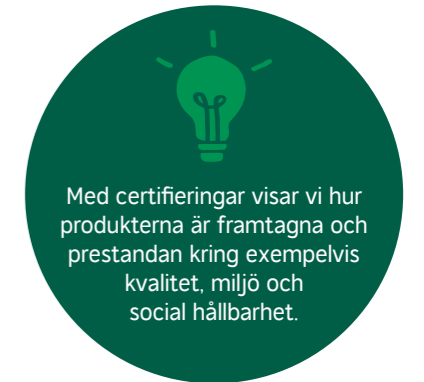 Med certifieringar visar vi hur
produkterna är framtagna och
prestandan kring exempelvis
kvalitet, miljö och
social hållbarhet.